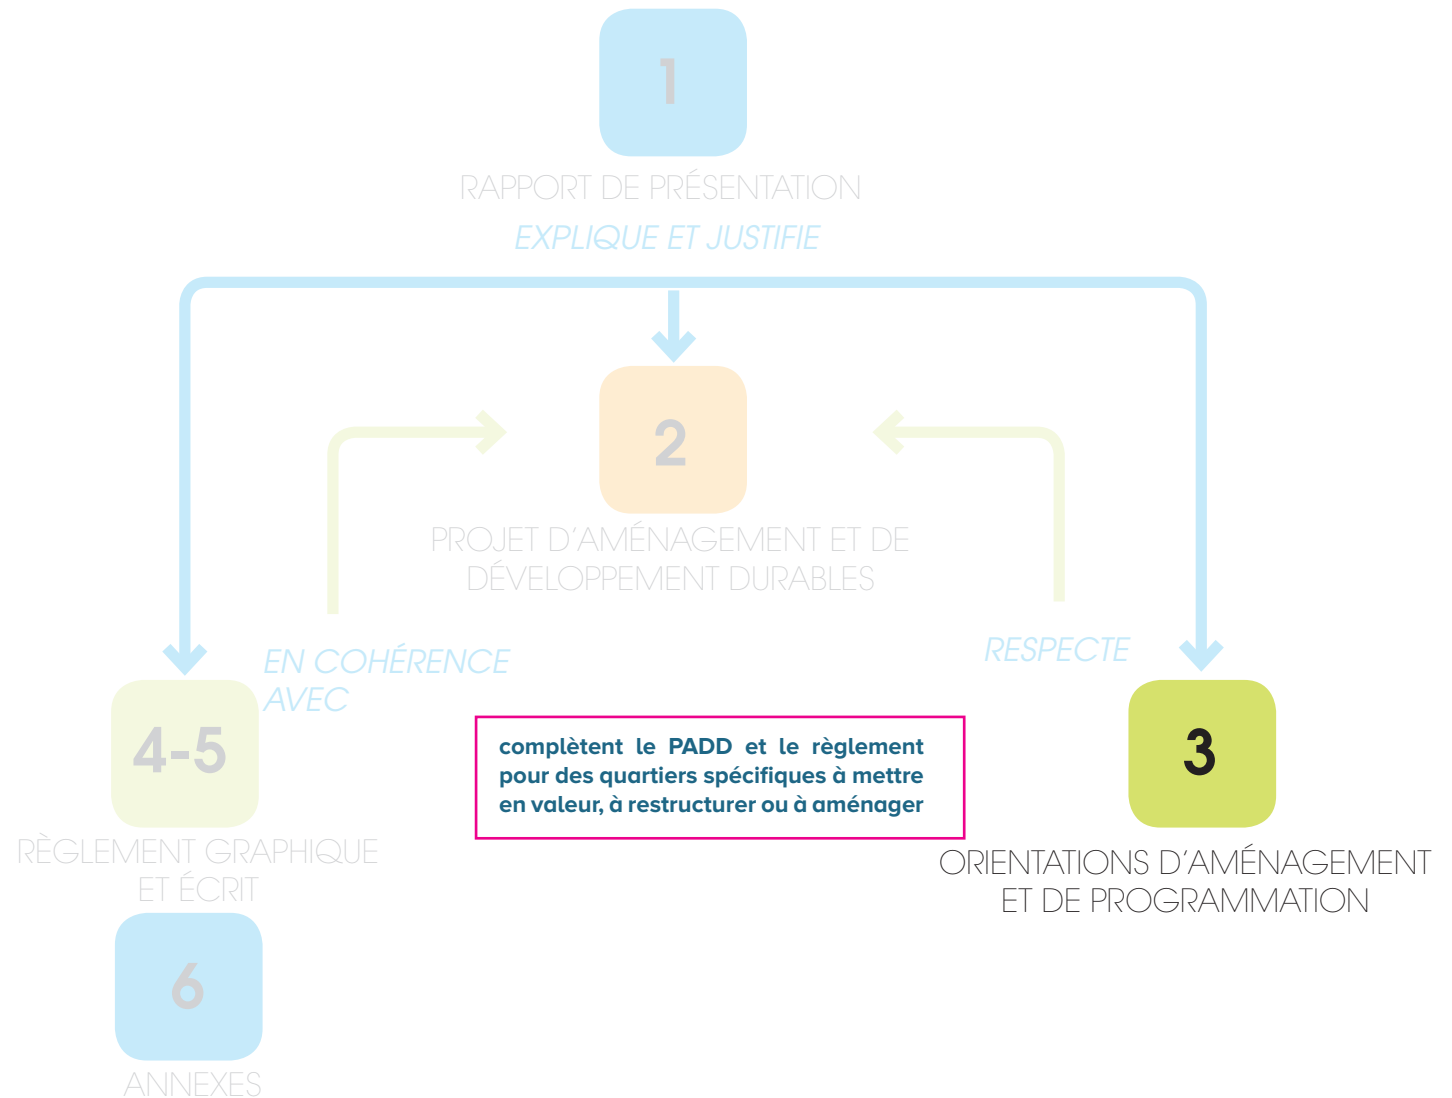 1
RAPPORT DE PRÉSENTATION
EXPLIQUE ET JUSTIFIE
2
PROJET D'AMÉNAGEMENT ET DE
DÉVELOPPEMENT DURABLES
EN COHÉRENCE
AVEC
RESPECTE
4-5
RÈGLEMENT GRAPHIQUE
ET ÉCRIT
complètent le PADD et le règlement
pour des quartiers spécifiques à mettre
en valeur, à restructurer ou à aménager
3
ORIENTATIONS D'AMÉNAGEMENT
ET DE PROGRAMMATION
6
ANNEXES